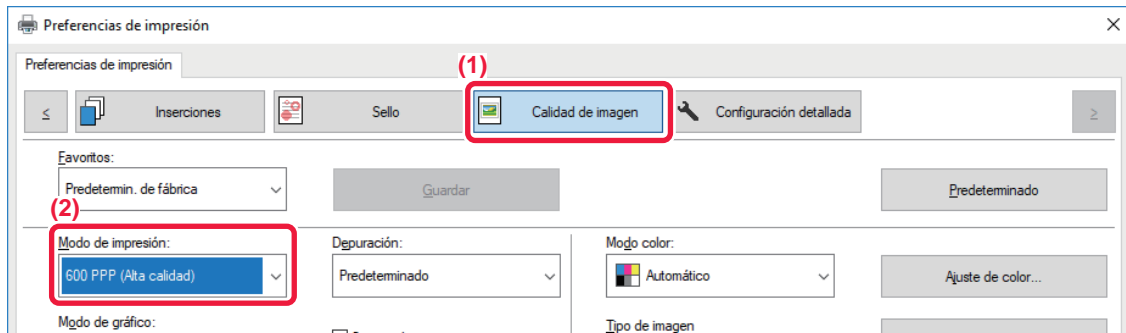 Preferencias de impresión
Preferencias de impresión
(1)
< Inserciones Sello Calidad de imagen Configuración detallada >
Favoritos:
Predetermin. de fábrica Guardar Predeterminado
(2)
Modo de impresión: Depuración: Modo color:
600 PPP (Alta calidad) Predeterminado Automático Ajuste de color...
Modo de gráfico: Tipo de imagen